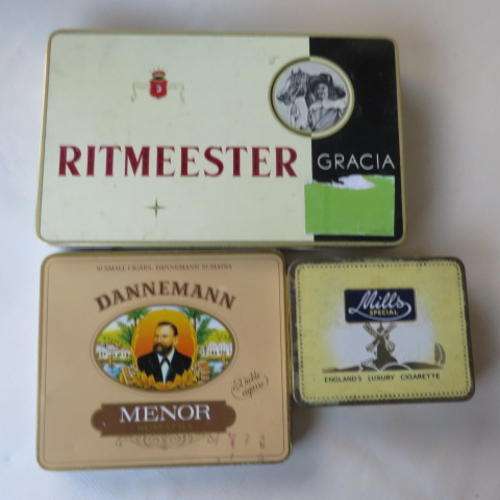 RITMEESTER
GRACIA
DANNEMANN
MENOR
Mills
SPECIAL
ENGLAND'S LUXURY CIGARETTE